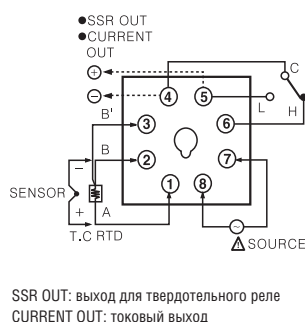 ●SSR OUT
●CURRENT
OUT
+
−
C
4
5
L
H
B'
3
6
B
2
7
−
SENSOR
1
8
+
A
~
T.C RTD
⚠ SOURCE
SSR OUT: выход для твердотельного реле
CURRENT OUT: токовый выход